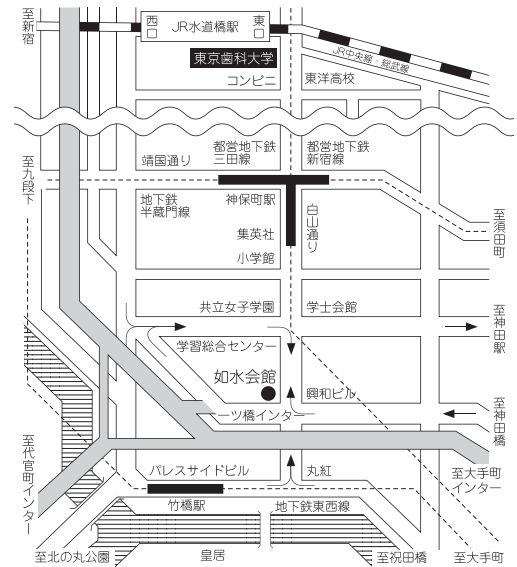 至新宿
西口
JR水道橋駅
東口
東京歯科大学
コンビニ
東洋高校
JR中央線・総武線
至九段下
靖国通り
都営地下鉄
三田線
都営地下鉄
新宿線
地下鉄
半蔵門線
神保町駅
集英社
小学館
白山通り
至須田町
共立女子学園
学士会館
至神田駅
学習総合センター
如水会館
興和ビル
一ツ橋インター
至神田橋
至代官町インター
パレスサイドビル
丸紅
至大手町
インター
竹橋駅
地下鉄東西線
至北の丸公園
皇居
至祝田橋
至大手町